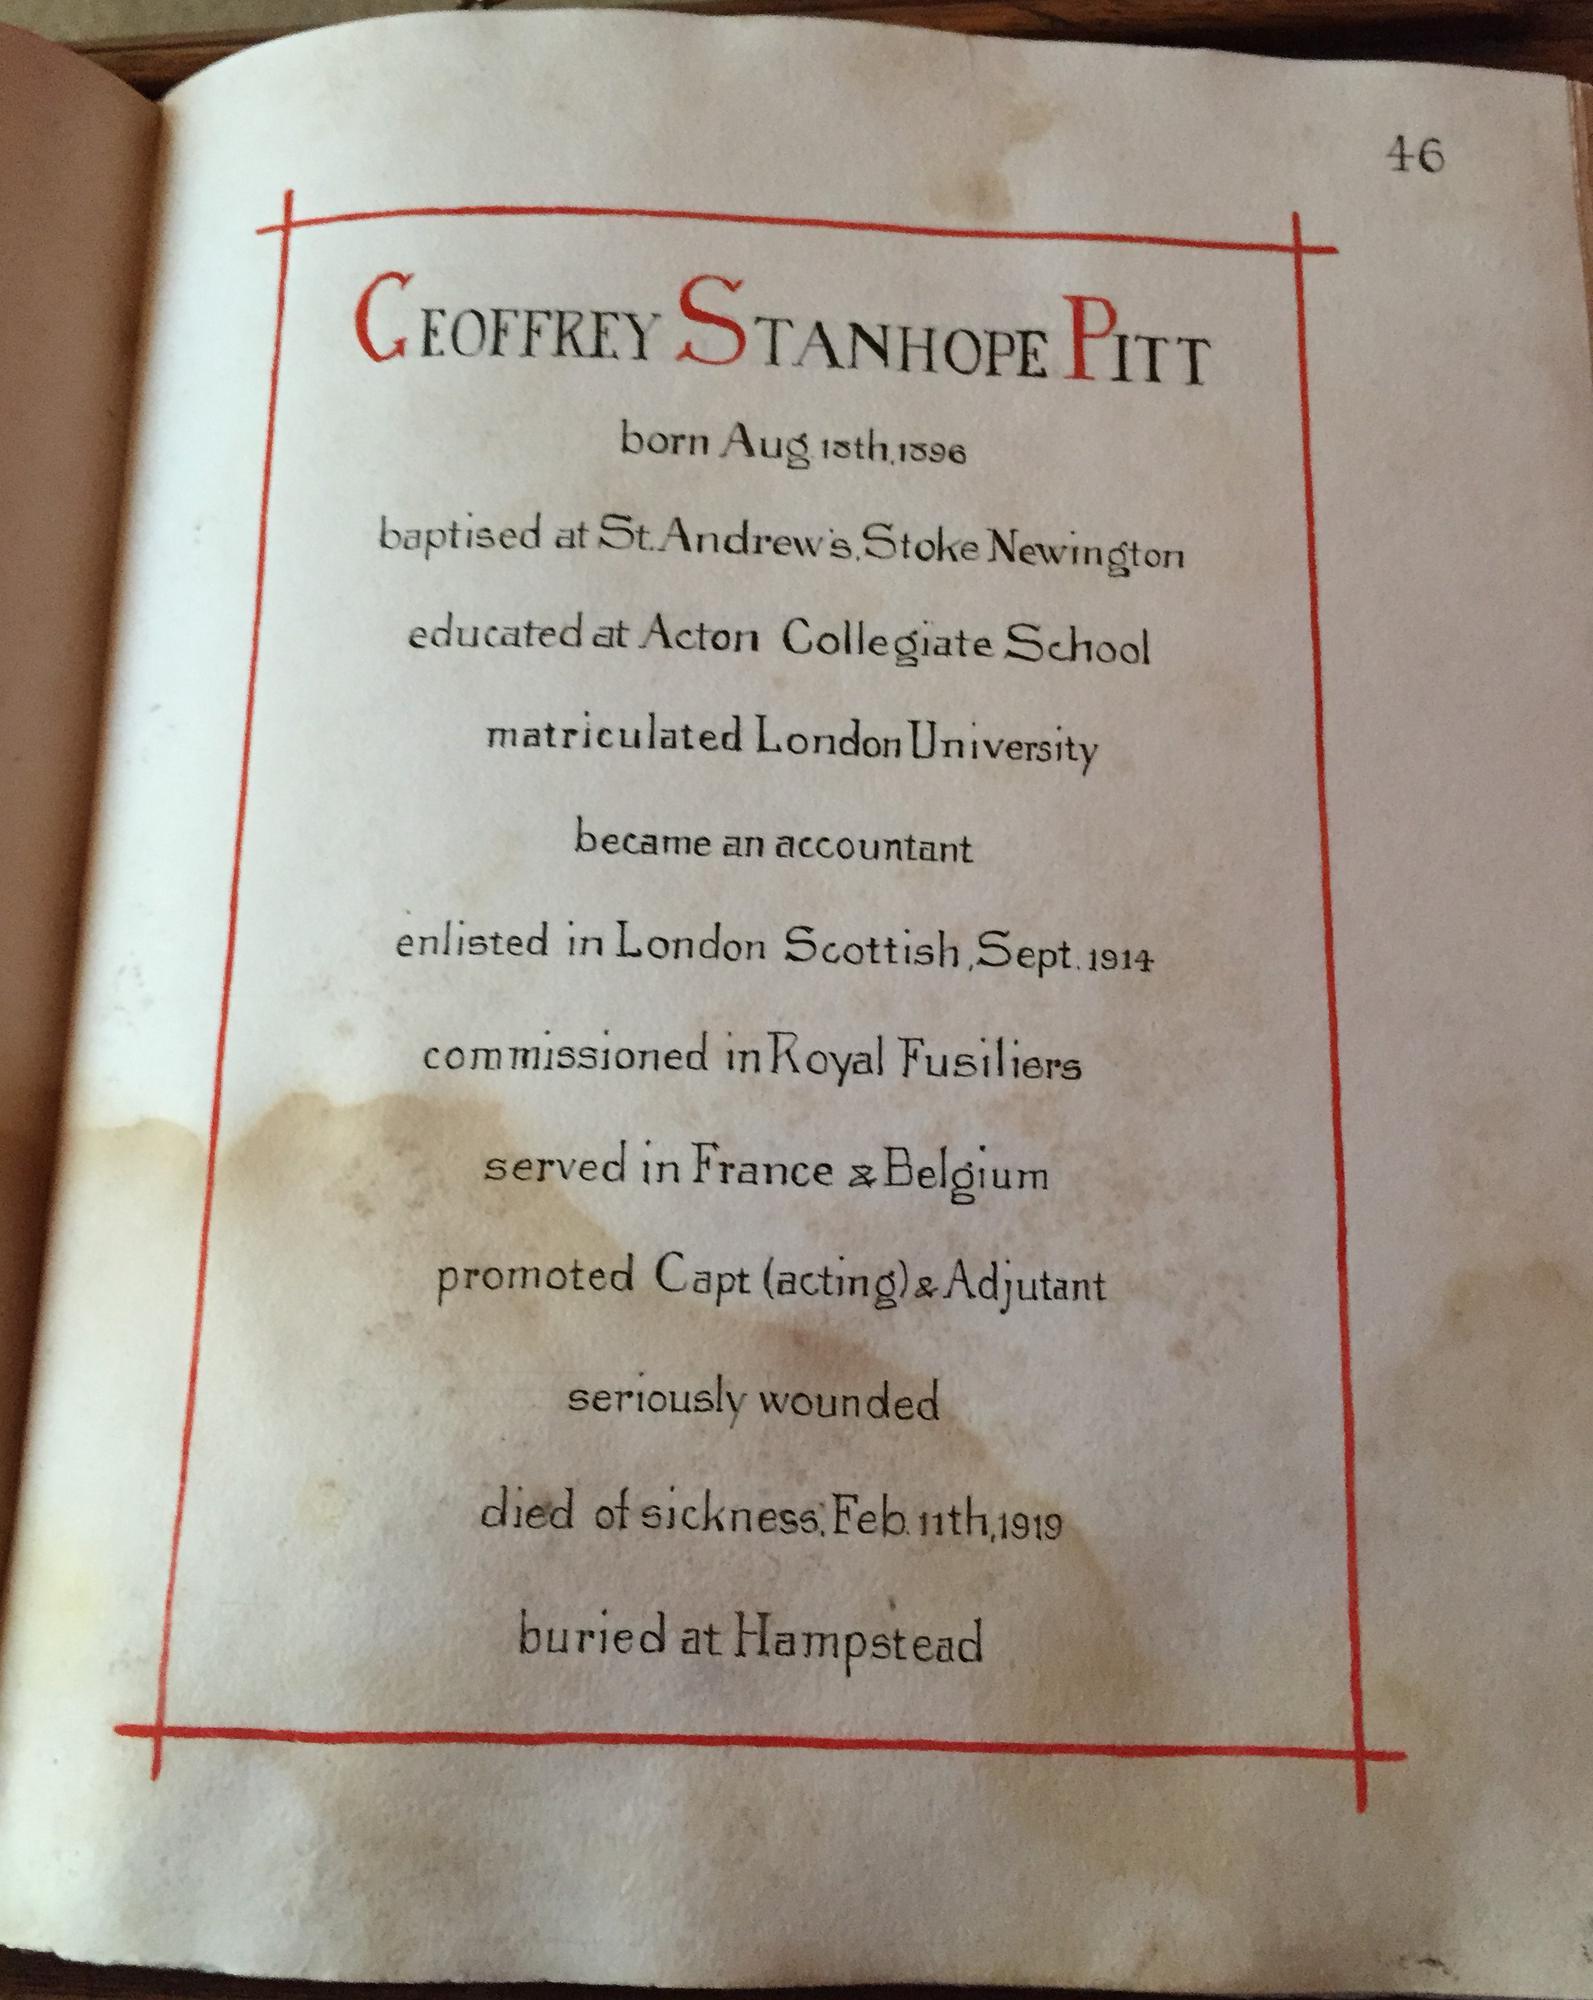 46
GEOFFREY STANHOPE PITT
born Aug 18th, 1896
baptised at St. Andrew's, Stoke Newington
educated at Acton Collegiate School
matriculated London University
became an accountant
enlisted in London Scottish, Sept. 1914
commissioned in Royal Fusiliers
served in France & Belgium
promoted Capt (acting) & Adjutant
seriously wounded
died of sickness, Feb. 11th, 1919
buried at Hampstead